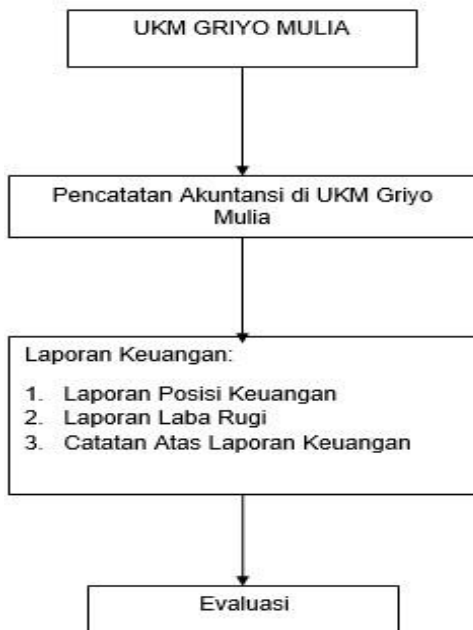 UKM GRIYO MULIA
Pencatatan Akuntansi di UKM Griyo
Mulia
Laporan Keuangan:
1. Laporan Posisi Keuangan
2. Laporan Laba Rugi
3. Catatan Atas Laporan Keuangan
Evaluasi